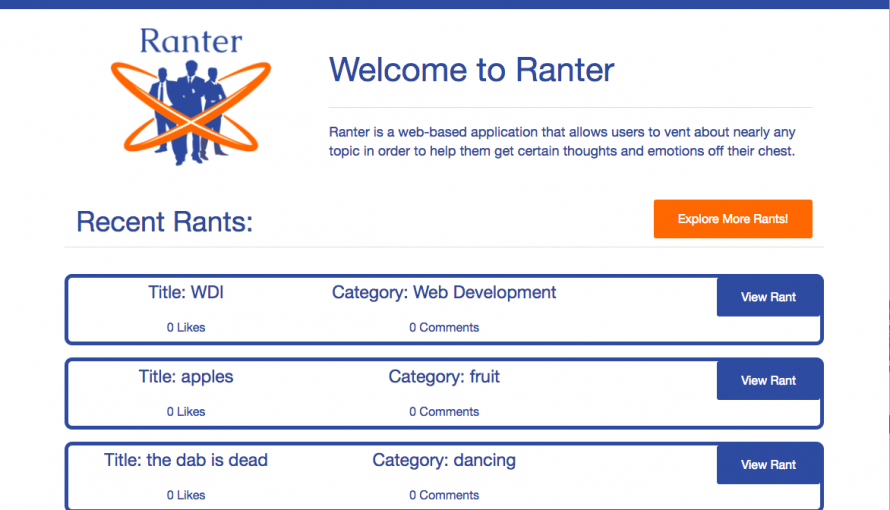 Ranter
Welcome to Ranter
Ranter is a web-based application that allows users to vent about nearly any
topic in order to help them get certain thoughts and emotions off their chest.
Recent Rants:
Explore More Rants!
Title: WDI
Category: Web Development
View Rant
0 Likes
0 Comments
Title: apples
Category: fruit
View Rant
0 Likes
0 Comments
Title: the dab is dead
Category: dancing
View Rant
0 Likes
0 Comments